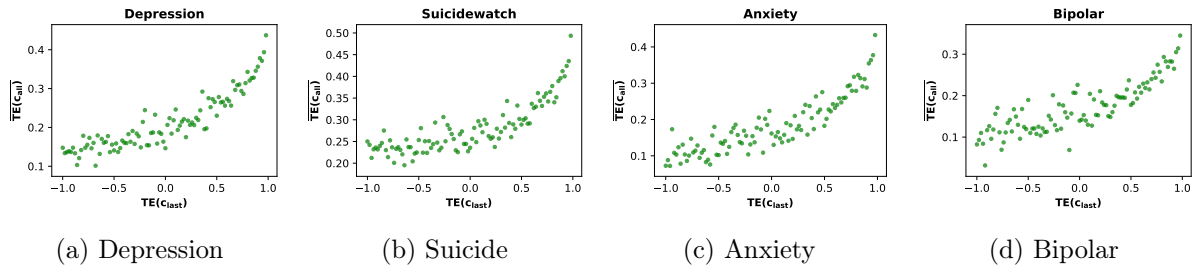 Depression
Suicidewatch
Anxiety
Bipolar
TE(c_all)
0.4
0.3
0.2
0.1
−1.0 −0.5 0.0 0.5 1.0
TE(c_last)
TE(c_all)
0.50
0.45
0.40
0.35
0.30
0.25
0.20
−1.0 −0.5 0.0 0.5 1.0
TE(c_last)
TE(c_all)
0.4
0.3
0.2
0.1
−1.0 −0.5 0.0 0.5 1.0
TE(c_last)
TE(c_all)
0.3
0.2
0.1
−1.0 −0.5 0.0 0.5 1.0
TE(c_last)
(a) Depression
(b) Suicide
(c) Anxiety
(d) Bipolar